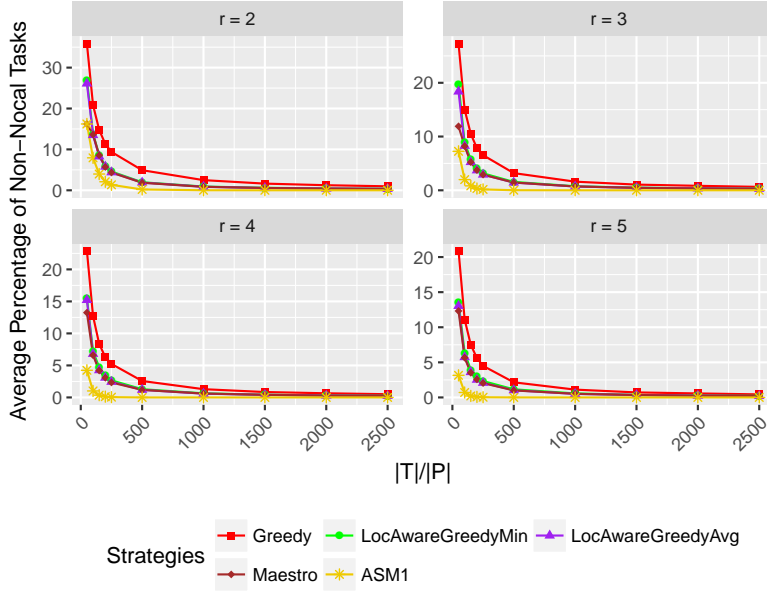 r = 2
r = 3
30
20
10
0
20
10
0
r = 4
r = 5
20
15
10
5
0
20
15
10
5
0
0
500
1000
1500
2000
2500
0
500
1000
1500
2000
2500
Average Percentage of Non−Nocal Tasks
|T|/|P|
Strategies
Greedy
LocAwareGreedyMin
LocAwareGreedyAvg
Maestro
ASM1